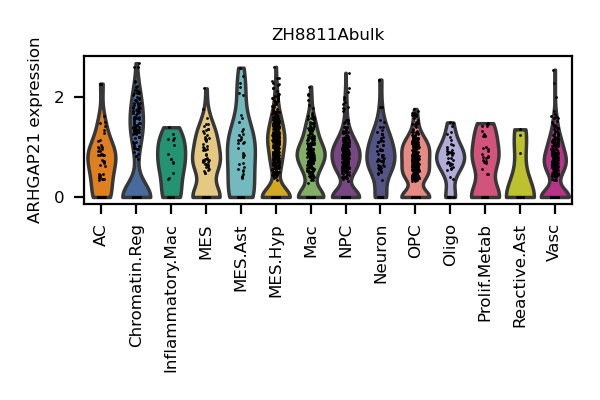 ZH8811Abulk
ARHGAP21 expression
2
0
AC
Chromatin.Reg
Inflammatory.Mac
MES
MES.Ast
MES.Hyp
Mac
NPC
Neuron
OPC
Oligo
Prolif.Metab
Reactive.Ast
Vasc